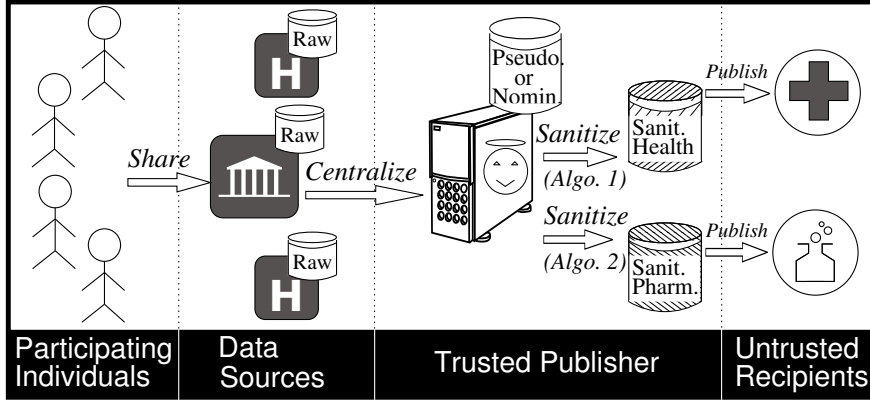 Raw
H
Pseudo.
or
Nomin.
Publish
Raw
Sanitize
Sanit.
Health
Share
Centralize
(Algo. 1)
Sanitize
Publish
Raw
(Algo. 2)
Sanit.
Pharm.
H
Participating
Individuals
Data
Sources
Trusted Publisher
Untrusted
Recipients